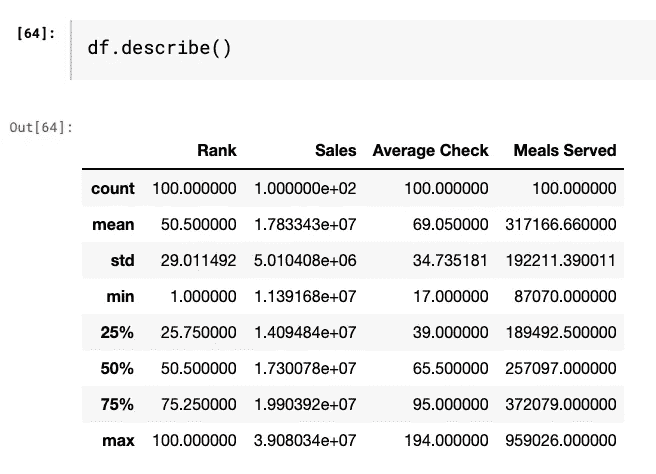 [64]:
df.describe()
Out[64]:
Rank Sales Average Check Meals Served
count 100.000000 1.000000e+02 100.000000 100.000000
mean 50.500000 1.783343e+07 69.050000 317166.660000
std 29.011492 5.010408e+06 34.735181 192211.390011
min 1.000000 1.139168e+07 17.000000 87070.000000
25% 25.750000 1.409484e+07 39.000000 189492.500000
50% 50.500000 1.730078e+07 65.500000 257097.000000
75% 75.250000 1.990392e+07 95.000000 372079.000000
max 100.000000 3.908034e+07 194.000000 959026.000000